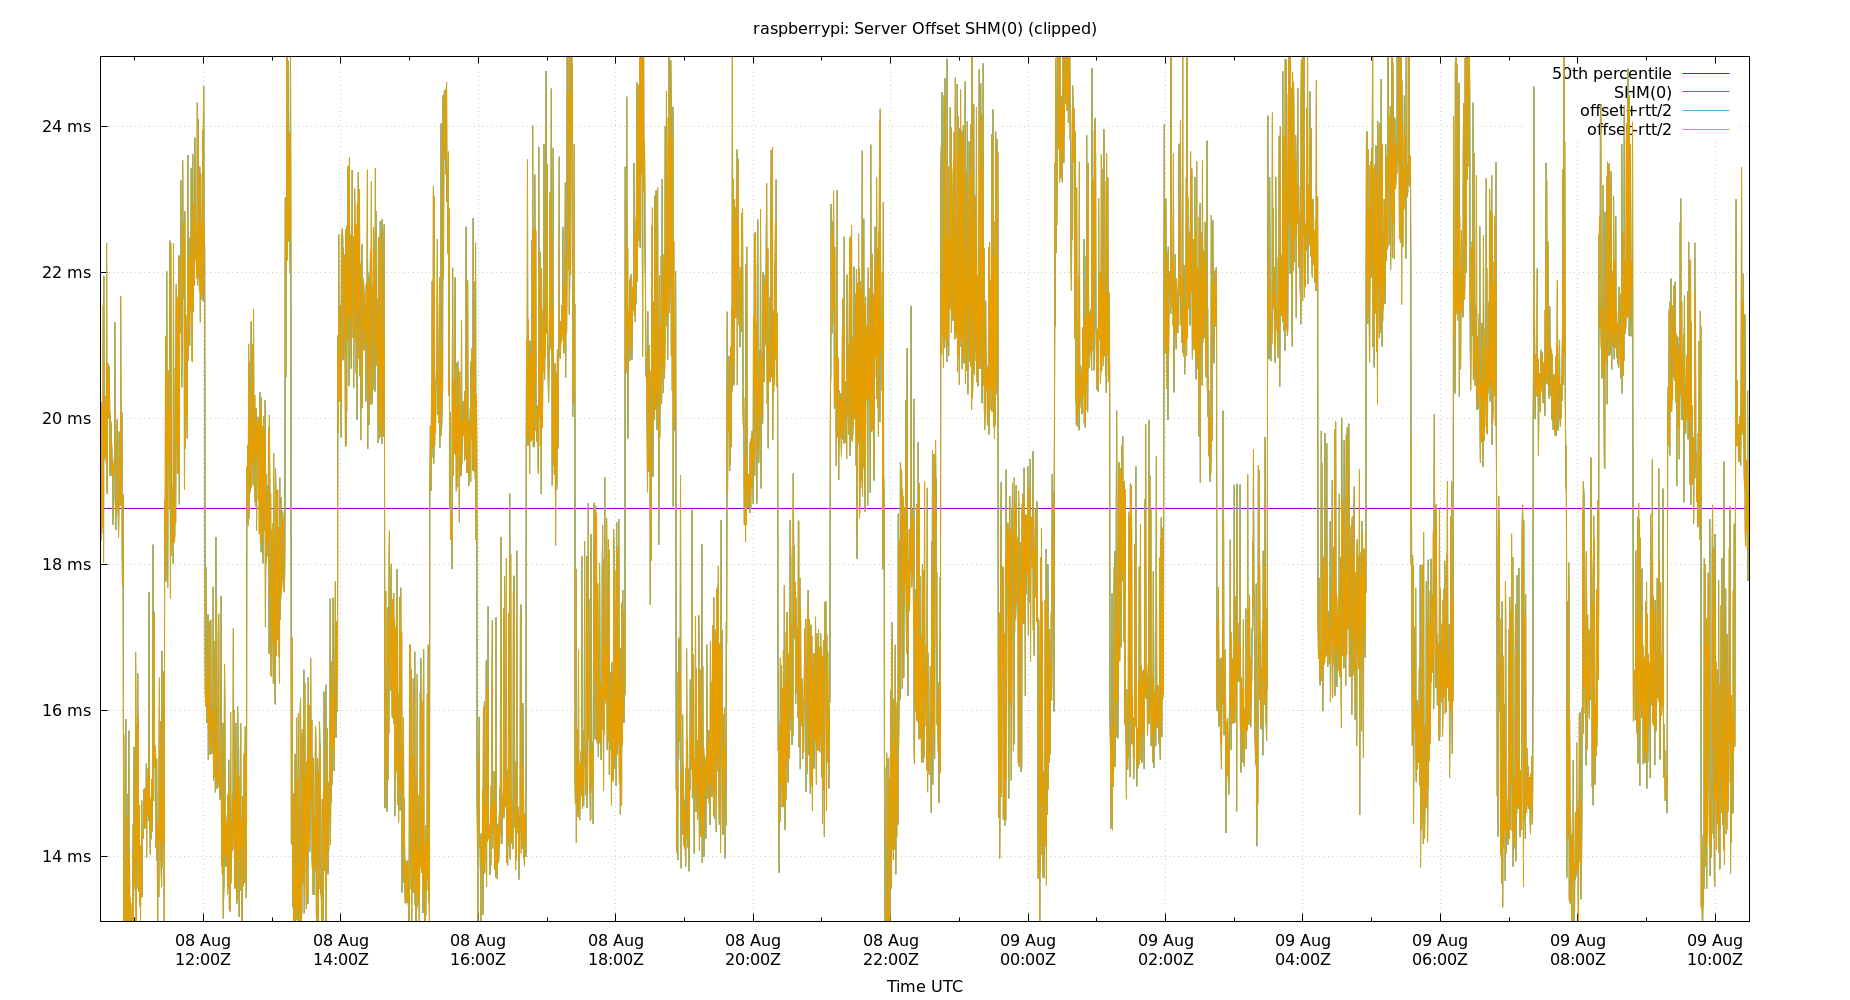 raspberrypi: Server Offset SHM(0) (clipped)
50th percentile
SHM(0)
offset+rtt/2
offset-rtt/2
24 ms
22 ms
20 ms
18 ms
16 ms
14 ms
08 Aug 08 Aug 08 Aug 08 Aug 08 Aug 08 Aug 09 Aug 09 Aug 09 Aug 09 Aug 09 Aug 09 Aug
12:00Z 14:00Z 16:00Z 18:00Z 20:00Z 22:00Z 00:00Z 02:00Z 04:00Z 06:00Z 08:00Z 10:00Z
Time UTC